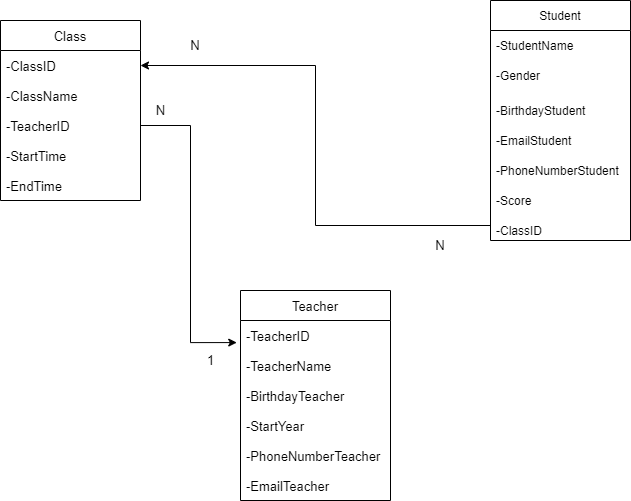 Class
-ClassID
-ClassName
-TeacherID
-StartTime
-EndTime
N
N
N
1
Student
-StudentName
-Gender
-BirthdayStudent
-EmailStudent
-PhoneNumberStudent
-Score
-ClassID
Teacher
-TeacherID
-TeacherName
-BirthdayTeacher
-StartYear
-PhoneNumberTeacher
-EmailTeacher